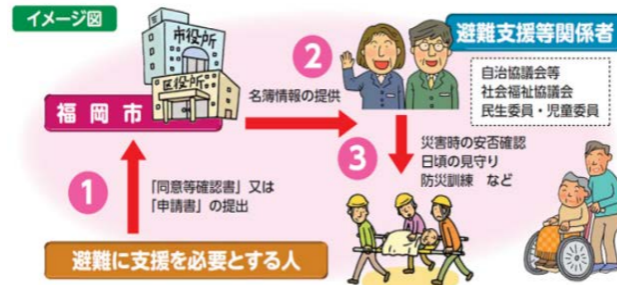 イメージ図
市役所
区役所
福岡市
2
名簿情報の提供
避難支援等関係者
自治協議会等
社会福祉協議会
民生委員・児童委員
1
「同意等確認書」又は
「申請書」の提出
3
災害時の安否確認
日頃の見守り
防災訓練　など
避難に支援を必要とする人